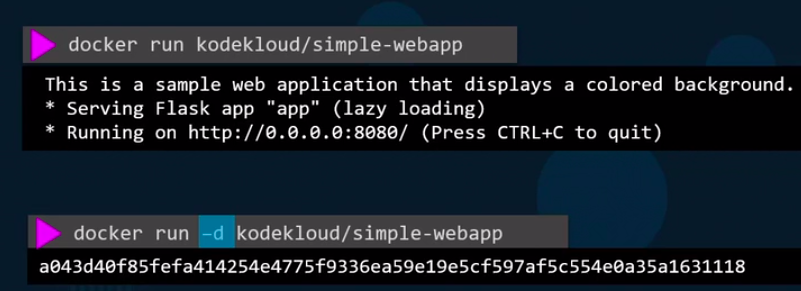 docker run kodekloud/simple-webapp
This is a sample web application that displays a colored background.
* Serving Flask app "app" (lazy loading)
* Running on http://0.0.0.0:8080/ (Press CTRL+C to quit)
docker run –d kodekloud/simple-webapp
a043d40f85fefa414254e4775f9336ea59e19e5cf597af5c554e0a35a1631118